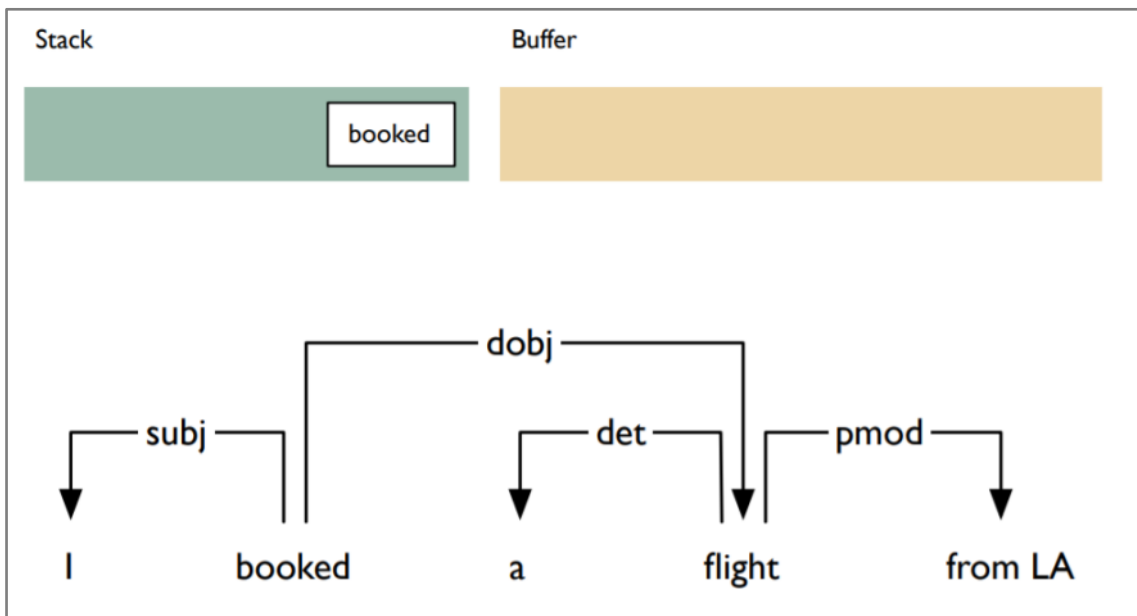 Stack Buffer
booked
dobj
subj det pmod
I booked a flight from LA